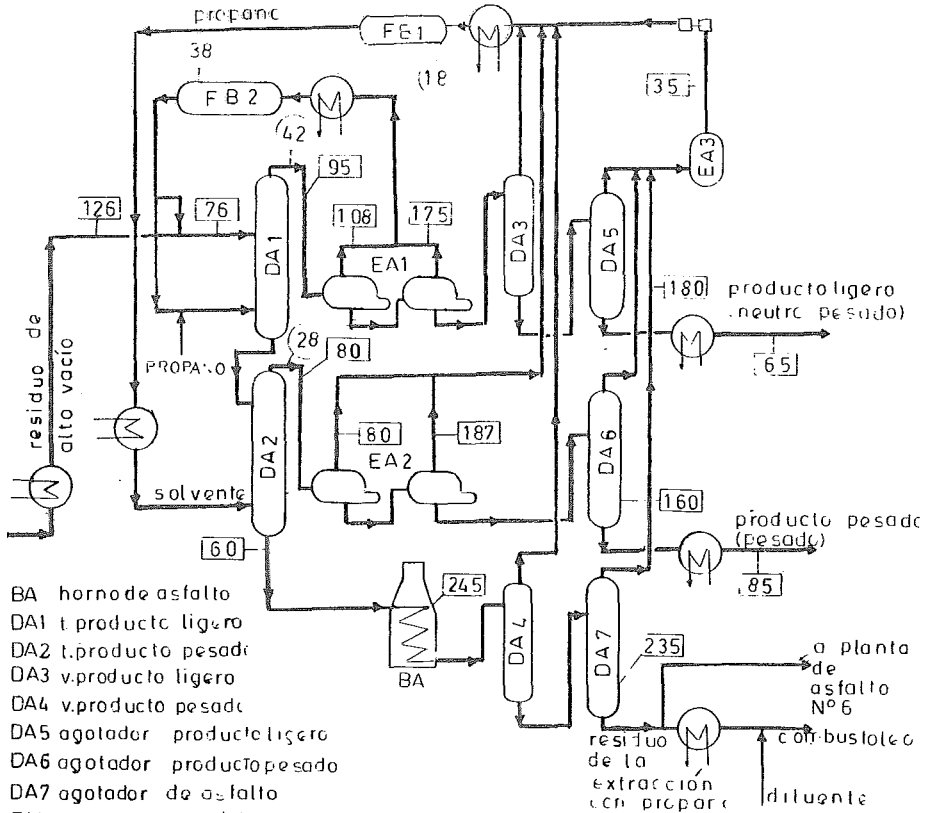 propano
FB1
38
(18
35
FB2
42
95
EA3
126
76
DA1
108
175
EA1
DA3
DA5
180
producto ligero
(neutro pesado)
65
residuo de
alto vacío
PROPANO
28
80
DA2
80
187
EA2
DA6
solvente
160
producto pesado
(pesado)
85
60
BA horno de asfalto
245
DA4
DA7
235
a planta
de
asfalto
Nº 6
BA
DA1 t.producto ligero
DA2 t.producto pesado
DA3 v.producto ligero
DA4 v.producto pesado
DA5 agotador producto ligero
DA6 agotador producto pesado
DA7 agotador de asfalto
residuo
de la
extracción
con propano
combustoleo
diluente